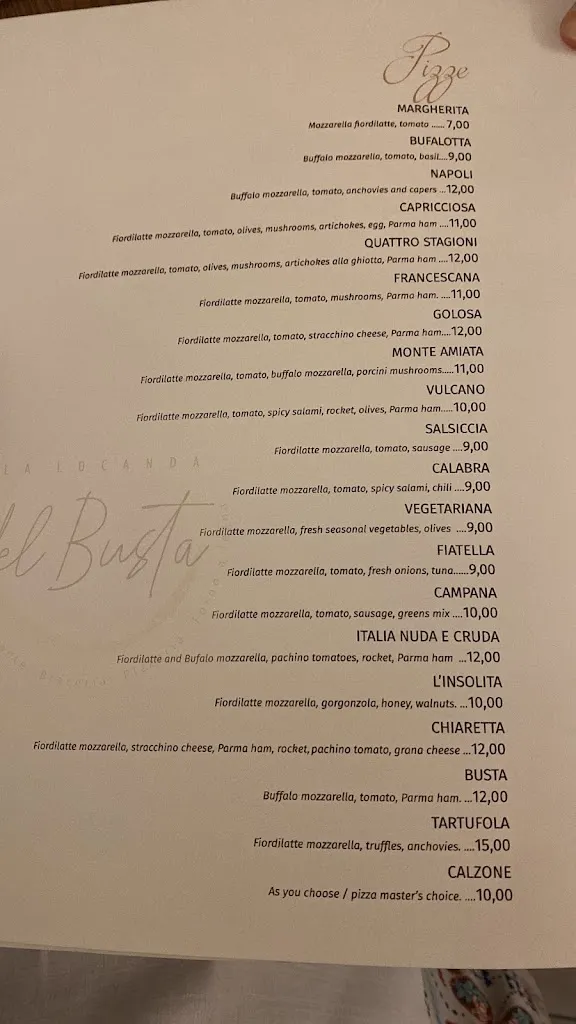 Pizze
MARGHERITA
Mozzarella fiordilatte, tomato ...... 7,00
BUFALOTTA
Buffalo mozzarella, tomato, basil....9,00
NAPOLI
Buffalo mozzarella, tomato, anchovies and capers ...12,00
CAPRICCIOSA
Fiordilatte mozzarella, tomato, olives, mushrooms, artichokes, egg, Parma ham ....11,00
QUATTRO STAGIONI
Fiordilatte mozzarella, tomato, olives, mushrooms, artichokes alla ghiotta, Parma ham ....12,00
FRANCESCANA
Fiordilatte mozzarella, tomato, mushrooms, Parma ham. ....11,00
GOLOSA
Fiordilatte mozzarella, tomato, stracchino cheese, Parma ham....12,00
MONTE AMIATA
Fiordilatte mozzarella, tomato, buffalo mozzarella, porcini mushrooms.....11,00
VULCANO
Fiordilatte mozzarella, tomato, spicy salami, rocket, olives, Parma ham.....10,00
SALSICCIA
Fiordilatte mozzarella, tomato, sausage ....9,00
LA LOCANDA
CALABRA
Fiordilatte mozzarella, tomato, spicy salami, chili ....9,00
del Busta
VEGETARIANA
Fiordilatte mozzarella, fresh seasonal vegetables, olives ....9,00
FIATELLA
Fiordilatte mozzarella, tomato, fresh onions, tuna......9,00
CAMPANA
Fiordilatte mozzarella, tomato, sausage, greens mix ....10,00
ITALIA NUDA E CRUDA
Fiordilatte and Bufalo mozzarella, pachino tomatoes, rocket, Parma ham ...12,00
L'INSOLITA
Fiordilatte mozzarella, gorgonzola, honey, walnuts. ...10,00
CHIARETTA
Fiordilatte mozzarella, stracchino cheese, Parma ham, rocket, pachino tomato, grana cheese ...12,00
BUSTA
Buffalo mozzarella, tomato, Parma ham. ...12,00
TARTUFOLA
Fiordilatte mozzarella, truffles, anchovies. ....15,00
CALZONE
As you choose / pizza master's choice. ....10,00